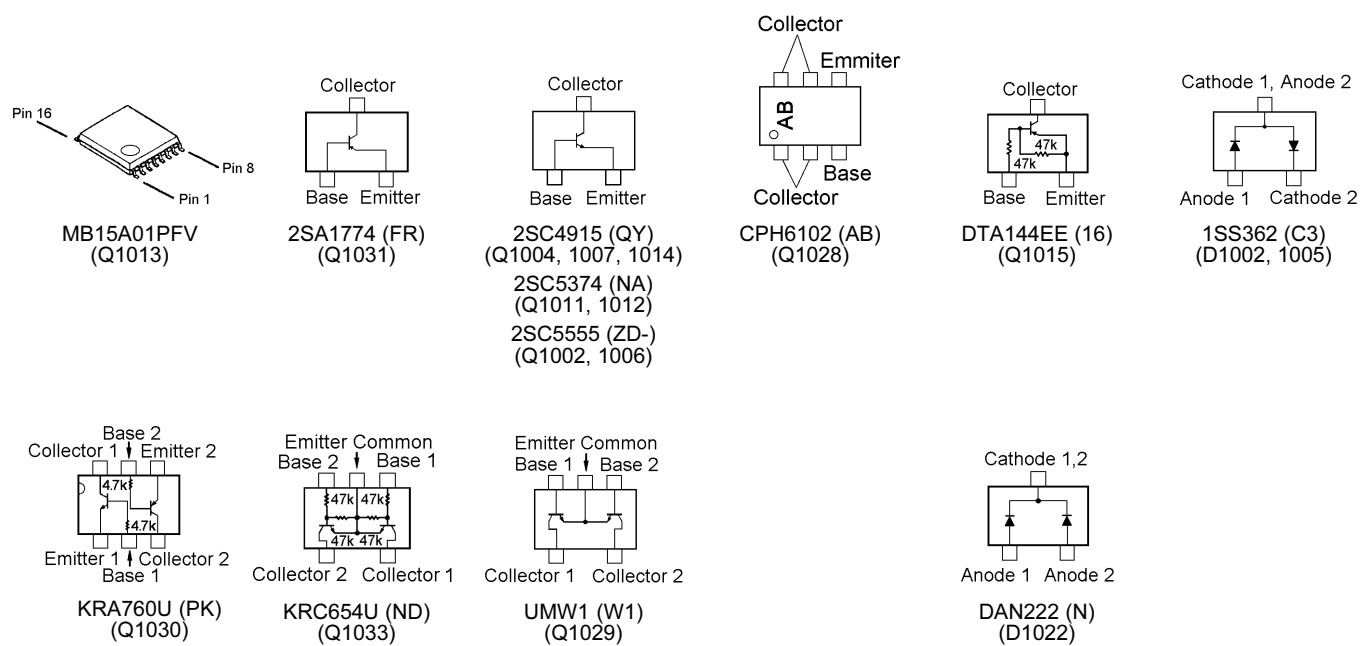 Pin 16
Pin 8
Pin 1
MB15A01PFV
(Q1013)
Collector
Base Emitter
2SA1774 (FR)
(Q1031)
Collector
Base Emitter
2SC4915 (QY)
(Q1004, 1007, 1014)
2SC5374 (NA)
(Q1011, 1012)
2SC5555 (ZD-)
(Q1002, 1006)
Collector
Emmiter
AB
Base
Collector
CPH6102 (AB)
(Q1028)
Collector
47k
47k
Base Emitter
DTA144EE (16)
(Q1015)
Cathode 1, Anode 2
Anode 1 Cathode 2
1SS362 (C3)
(D1002, 1005)
Base 2
Collector 1 Emitter 2
4.7k
4.7k
Emitter 1 Collector 2
Base 1
KRA760U (PK)
(Q1030)
Emitter Common
Base 2 Base 1
47k 47k
47k 47k
Collector 2 Collector 1
KRC654U (ND)
(Q1033)
Emitter Common
Base 1 Base 2
Collector 1 Collector 2
UMW1 (W1)
(Q1029)
Cathode 1,2
Anode 1 Anode 2
DAN222 (N)
(D1022)